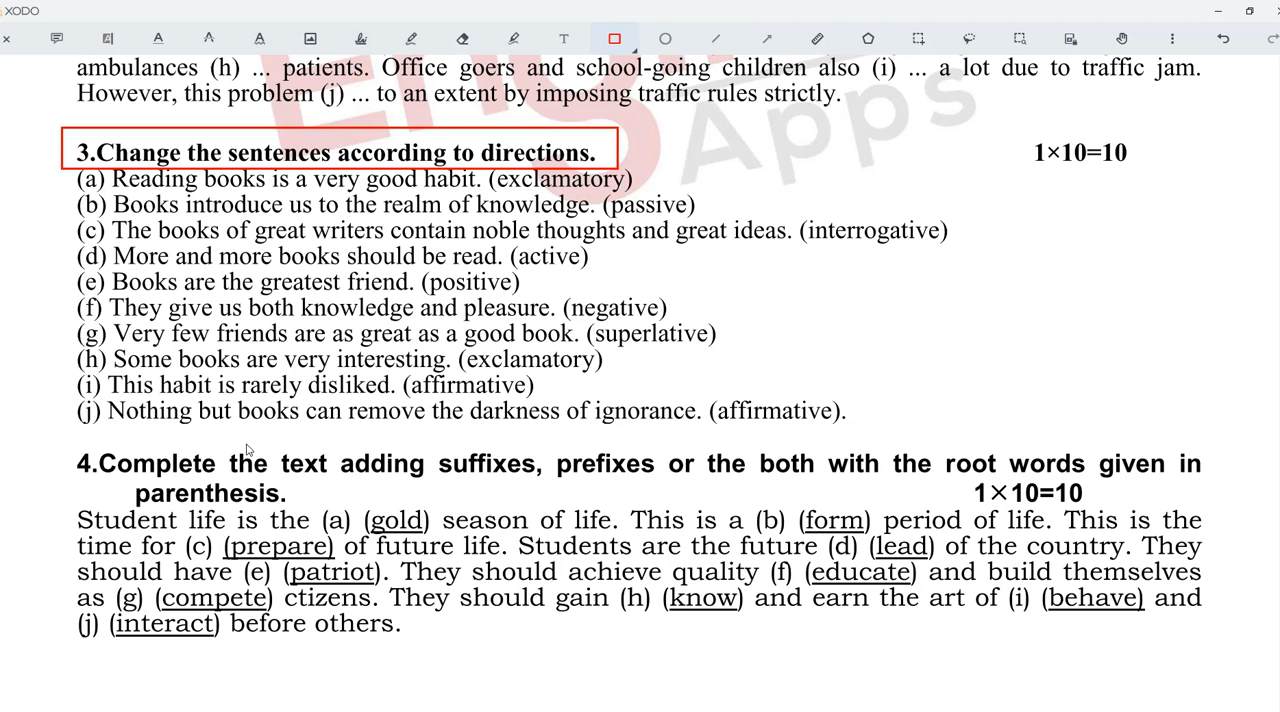 XODO
ambulances (h) ... patients. Office goers and school-going children also (i) ... a lot due to traffic jam.
However, this problem (j) ... to an extent by imposing traffic rules strictly.
Apps
3.Change the sentences according to directions. 1×10=10
(a) Reading books is a very good habit. (exclamatory)
(b) Books introduce us to the realm of knowledge. (passive)
(c) The books of great writers contain noble thoughts and great ideas. (interrogative)
(d) More and more books should be read. (active)
(e) Books are the greatest friend. (positive)
(f) They give us both knowledge and pleasure. (negative)
(g) Very few friends are as great as a good book. (superlative)
(h) Some books are very interesting. (exclamatory)
(i) This habit is rarely disliked. (affirmative)
(j) Nothing but books can remove the darkness of ignorance. (affirmative).
4.Complete the text adding suffixes, prefixes or the both with the root words given in
parenthesis. 1×10=10
Student life is the (a) (gold) season of life. This is a (b) (form) period of life. This is the
time for (c) (prepare) of future life. Students are the future (d) (lead) of the country. They
should have (e) (patriot). They should achieve quality (f) (educate) and build themselves
as (g) (compete) ctizens. They should gain (h) (know) and earn the art of (i) (behave) and
(j) (interact) before others.